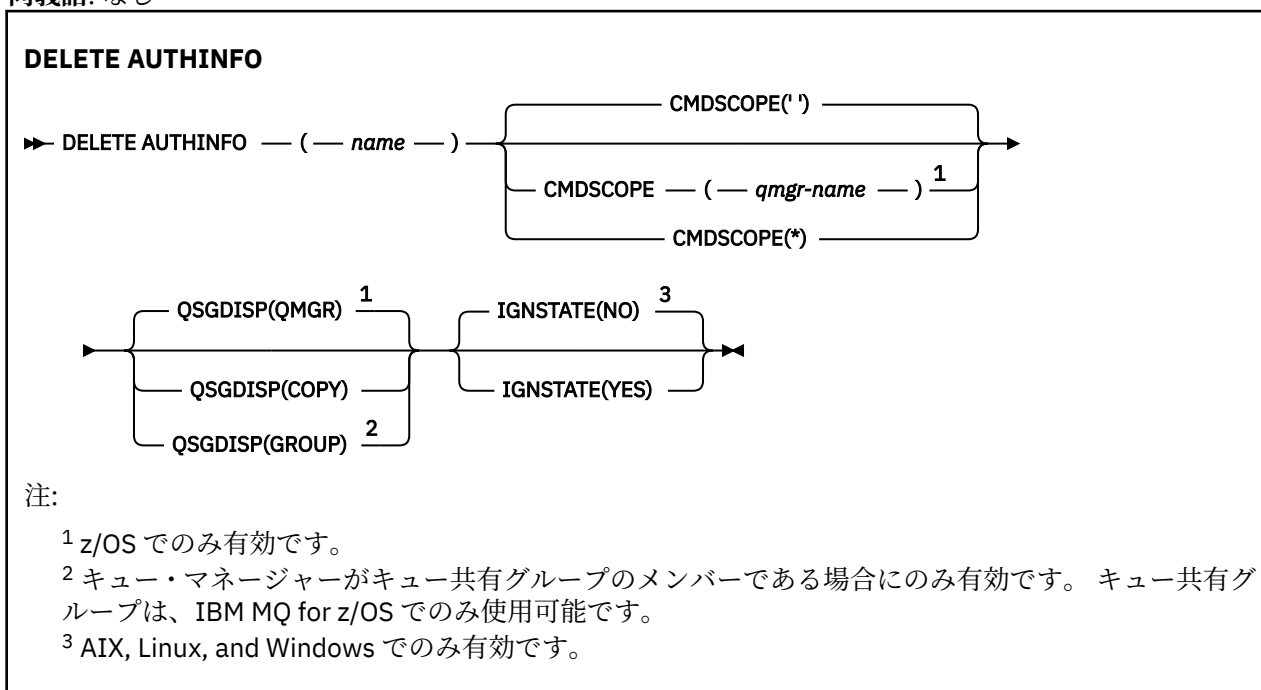 DELETE AUTHINFO
CMDSCOPE(' ')
DELETE AUTHINFO ( name )
CMDSCOPE ( qmgr-name ) 1
CMDSCOPE(*)
QSGDISP(QMGR) 1 IGNSTATE(NO) 3
QSGDISP(COPY) IGNSTATE(YES)
QSGDISP(GROUP) 2
注:
1 z/OS でのみ有効です。
2 キュー・マネージャーがキュー共有グループのメンバーである場合にのみ有効です。 キュー共有グ
ループは、IBM MQ for z/OS でのみ使用可能です。
3 AIX, Linux, and Windows でのみ有効です。